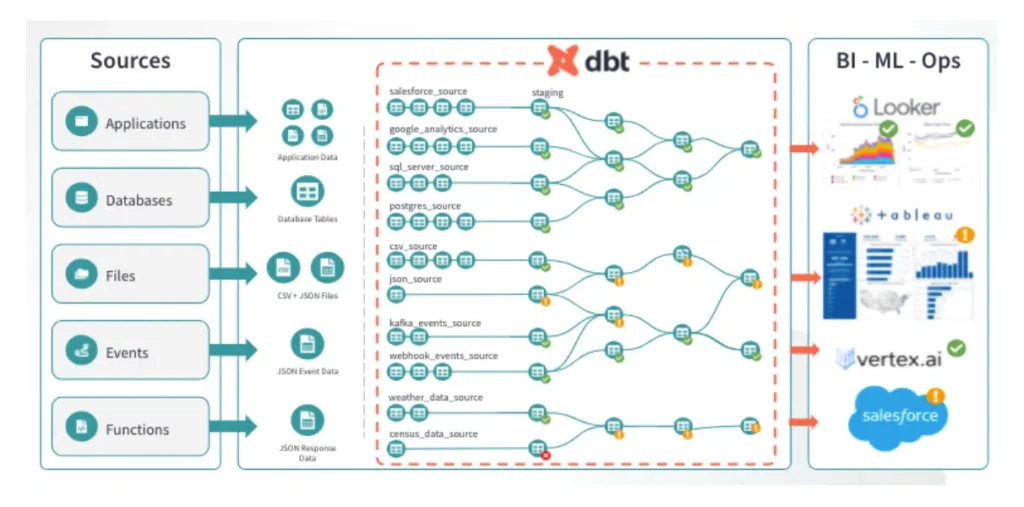 Sources
Applications
Databases
Files
Events
Functions
Application Data
Database Tables
CSV + JSON Files
JSON Event Data
JSON Response
Data
dbt
salesforce_source
staging
google_analytics_source
sql_server_source
postgres_source
csv_source
json_source
kafka_events_source
webhook_events_source
weather_data_source
census_data_source
BI - ML - Ops
Looker
+ableau
vertex.ai
salesforce